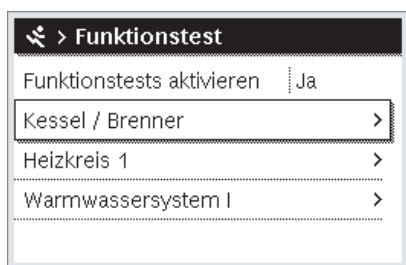 > Funktionstest
Funktionstests aktivieren Ja
Kessel / Brenner >
Heizkreis 1 >
Warmwassersystem I >